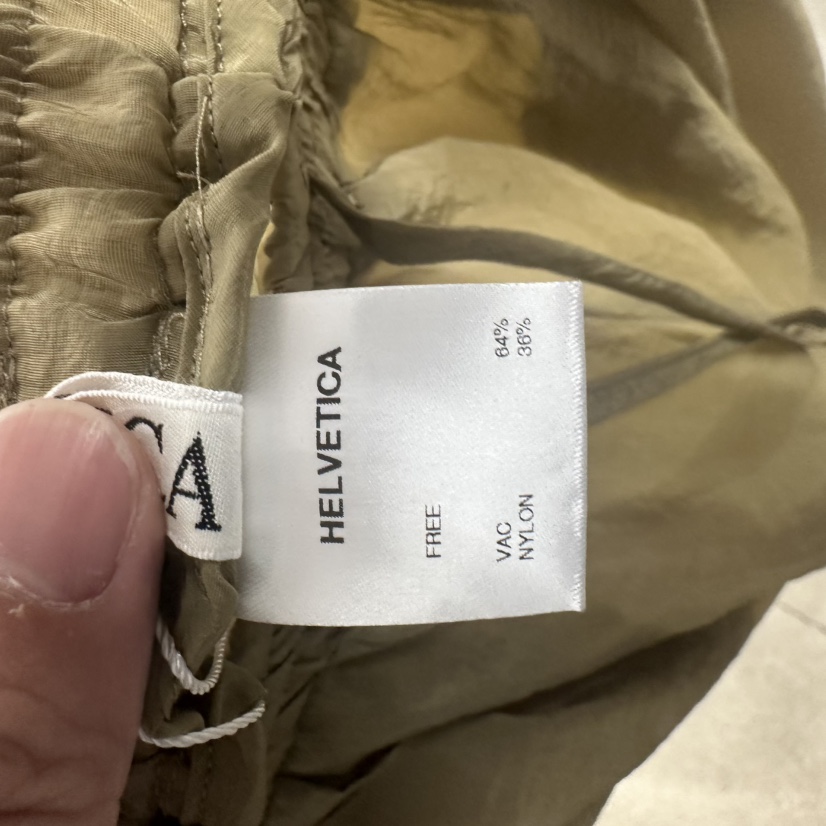 HELVETICA
FREE
VAC 64%
NYLON 36%
CA